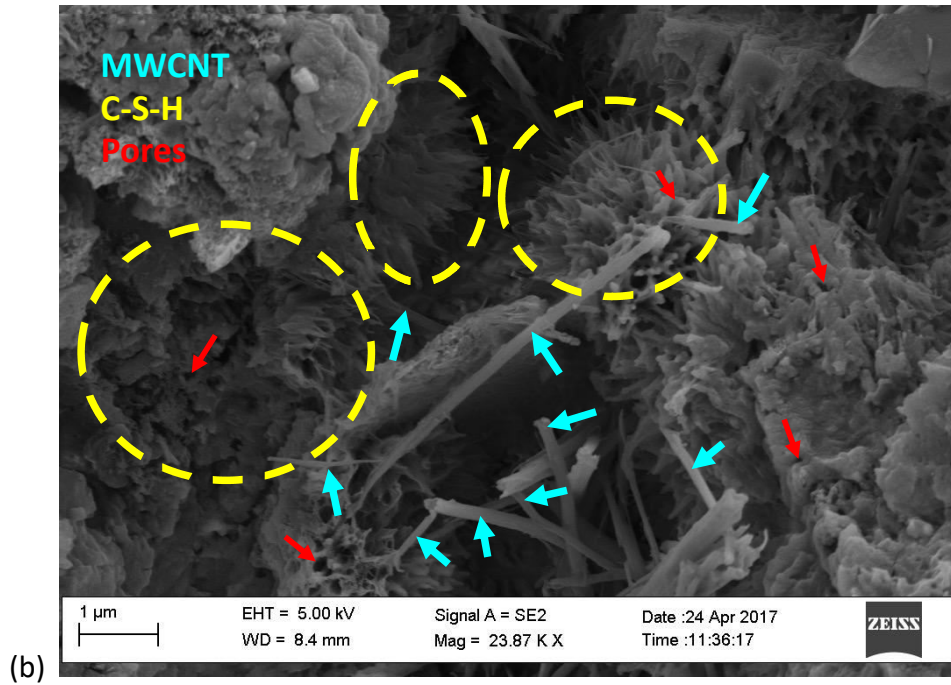 MWCNT
C-S-H
Pores
1 µm
EHT = 5.00 kV
Signal A = SE2
Date :24 Apr 2017
ZEISS
WD = 8.4 mm
Mag = 23.87 K X
Time :11:36:17
(b)